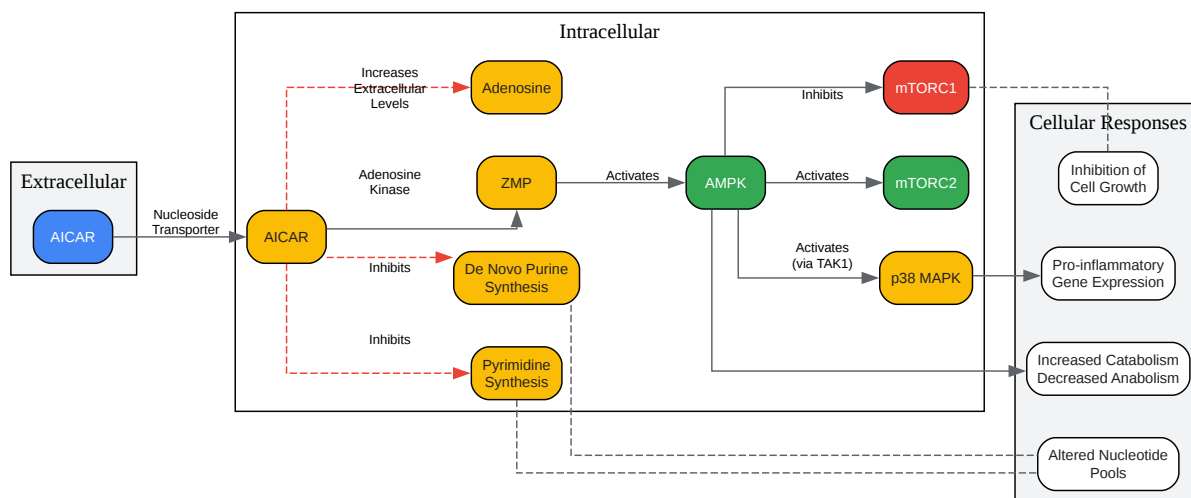 Intracellular
Increases
Extracellular
Levels
Adenosine
Inhibits
mTORC1
Cellular Responses
Extracellular
AICAR
Nucleoside
Transporter
AICAR
Adenosine
Kinase
ZMP
Activates
AMPK
Activates
mTORC2
Inhibition of
Cell Growth
Inhibits
De Novo Purine
Synthesis
Activates
(via TAK1)
p38 MAPK
Pro-inflammatory
Gene Expression
Inhibits
Pyrimidine
Synthesis
Increased Catabolism
Decreased Anabolism
Altered Nucleotide
Pools